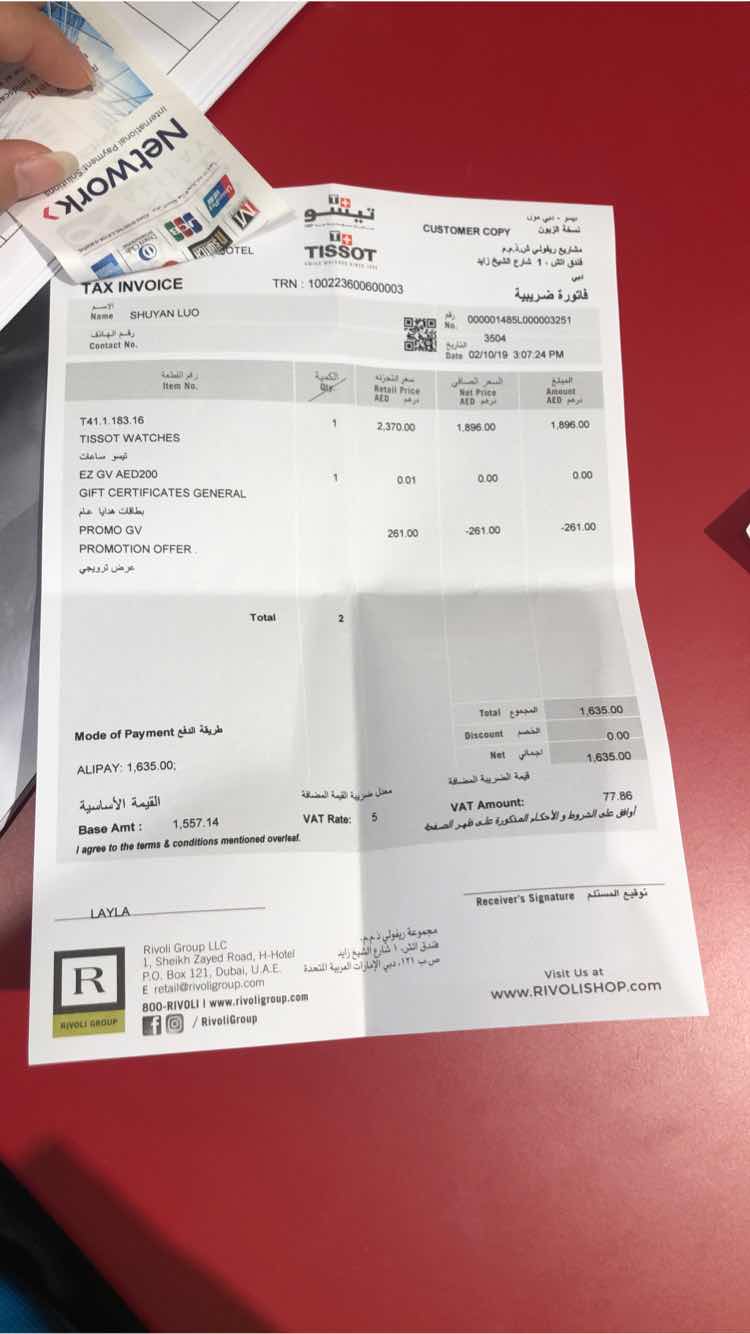 Network
International Payment Solutions
OTEL
تيسو
TISSOT
SWISS WATCHES SINCE 1853
CUSTOMER COPY
تيسو - دبي مون
نسخة الزبون
مشاريع ريفولي ش.ذ.م.م
فندق اتش ، 1 شارع الشيخ زايد
دبي
TAX INVOICE
TRN : 100223600600003
فاتورة ضريبية
الاسم
Name SHUYAN LUO
رقم الهاتف
Contact No.
رقم
No. 000001485L000003251
3504
التاريخ
Date 02/10/19 3:07:24 PM
رقم القطعة
Item No.
الكمية
Qty.
سعر التجزئه
Retail Price
AED درهم
السعر الصافي
Net Price
AED درهم
المبلغ
Amount
AED درهم
T41.1.183.16 1 2,370.00 1,896.00 1,896.00
TISSOT WATCHES
تيسو ساعات
EZ GV AED200 1 0.01 0.00 0.00
GIFT CERTIFICATES GENERAL
بطاقات هدايا عام
PROMO GV 261.00 -261.00 -261.00
PROMOTION OFFER .
عرض ترويجي
Total 2
Total المجموع 1,635.00
Discount الخصم 0.00
Net اجمالي 1,635.00
Mode of Payment طريقة الدفع
ALIPAY: 1,635.00;
القيمة الأساسية
Base Amt : 1,557.14
معدل ضريبة القيمة المضافة
VAT Rate: 5
قيمة الضريبة المضافة
VAT Amount: 77.86
I agree to the terms & conditions mentioned overleaf.
أوافق على الشروط و الأحكام المذكورة على ظهر الصفحة
LAYLA
Receiver's Signature توقيع المستلم
R
RIVOLI GROUP
Rivoli Group LLC
1, Sheikh Zayed Road, H-Hotel
P.O. Box 121, Dubai, U.A.E.
E retail@rivoligroup.com
800-RIVOLI | www.rivoligroup.com
/ RivoliGroup
مجموعة ريفولي ذ.م.م.
فندق اتش، ١ شارع الشيخ زايد
ص ب ١٢١، دبي الإمارات العربية المتحدة
Visit Us at
www.RIVOLISHOP.com